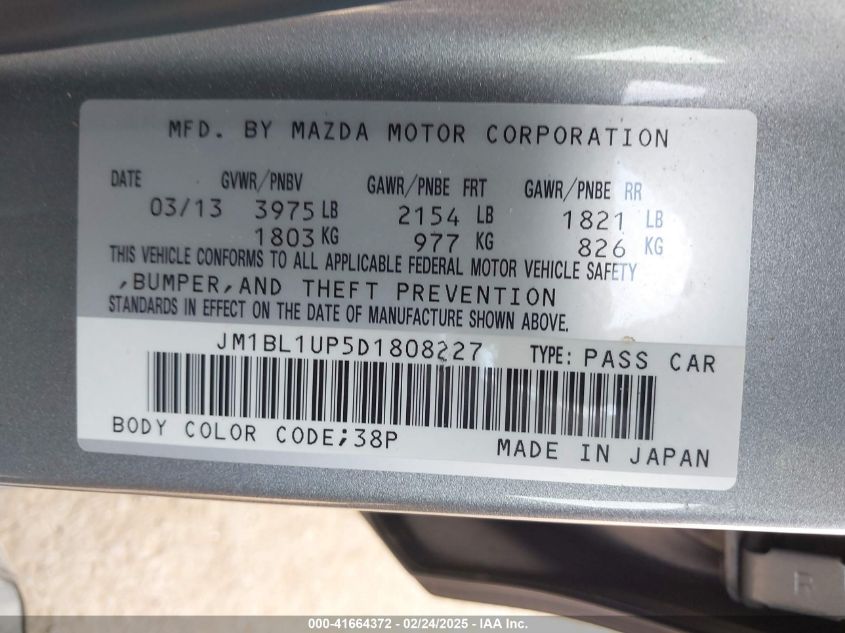 MFD. BY MAZDA MOTOR CORPORATION
DATE GVWR/PNBV GAWR/PNBE FRT GAWR/PNBE RR
03/13 3975 LB 2154 LB 1821 LB
1803 KG 977 KG 826 KG
THIS VEHICLE CONFORMS TO ALL APPLICABLE FEDERAL MOTOR VEHICLE SAFETY
,BUMPER,AND THEFT PREVENTION
STANDARDS IN EFFECT ON THE DATE OF MANUFACTURE SHOWN ABOVE.
JM1BL1UP5D1808227 TYPE: PASS CAR
BODY COLOR CODE;38P MADE IN JAPAN
R
000-41664372 - 02/24/2025 - IAA Inc.